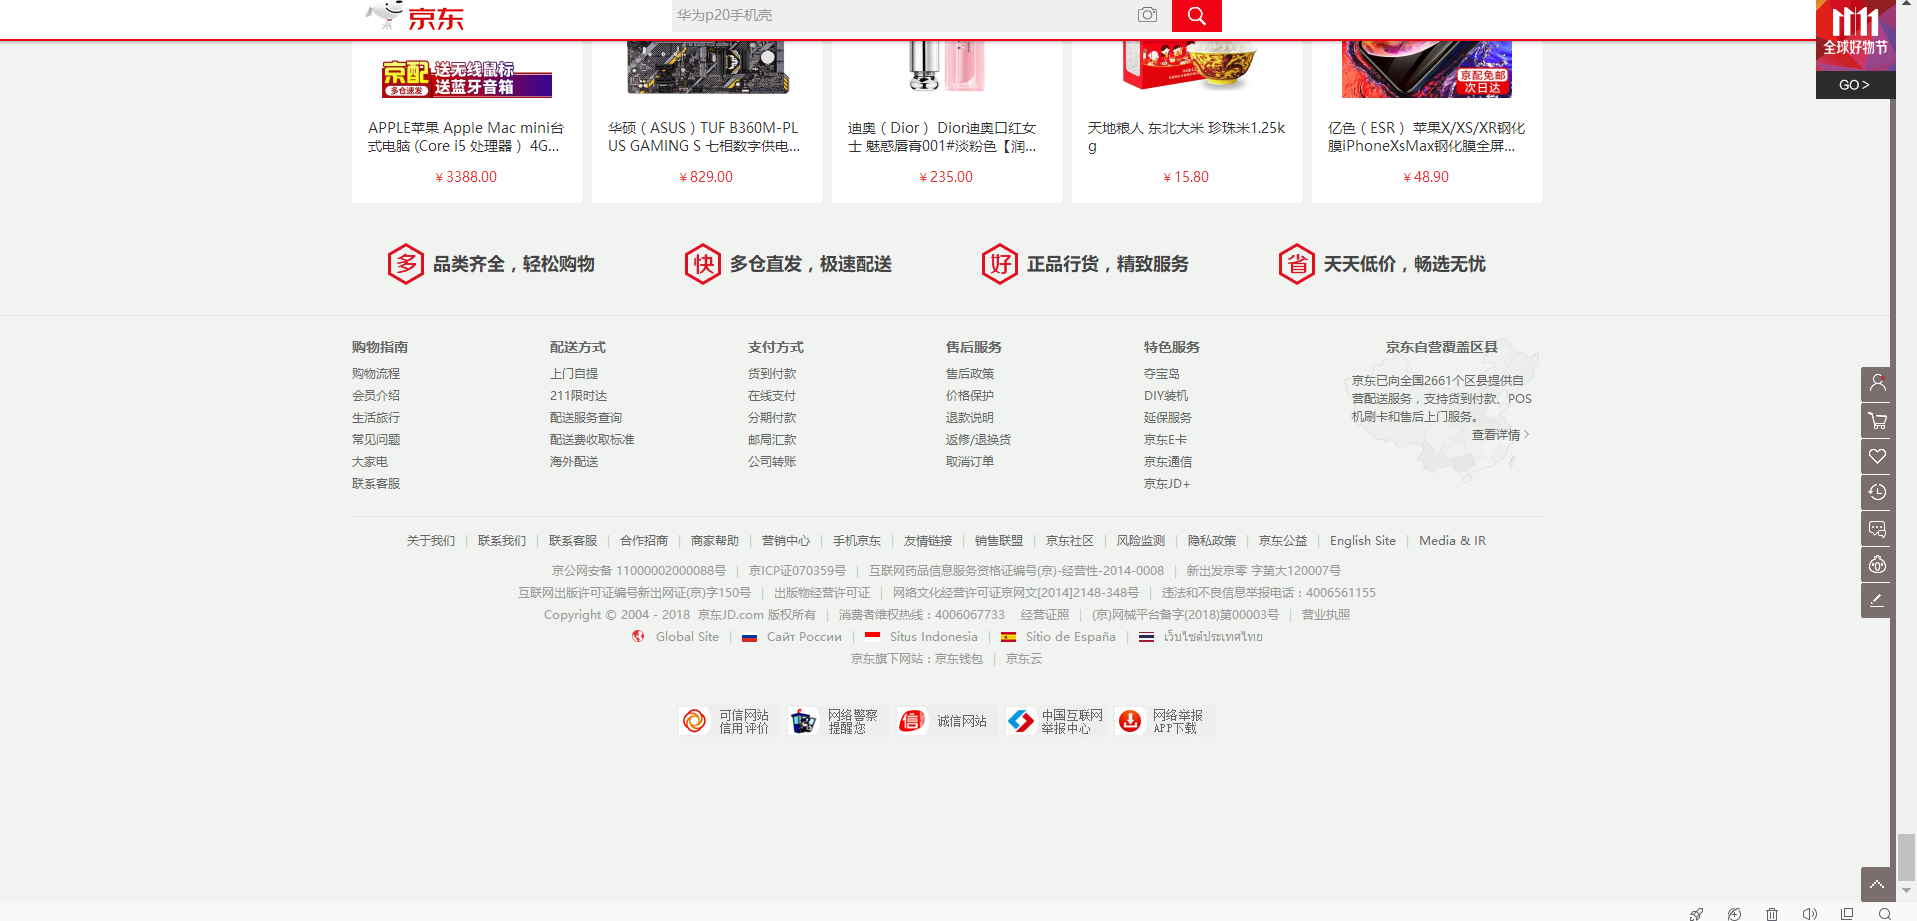 京东
华为p20手机壳
11.11
全球好物节
GO >
京配
多仓速发
送无线鼠标
送蓝牙音箱
京配免邮
次日达
APPLE苹果 Apple Mac mini台
式电脑 (Core i5 处理器 ） 4G...
￥3388.00
华硕（ASUS）TUF B360M-PL
US GAMING S 七相数字供电...
￥829.00
迪奥（Dior） Dior迪奥口红女
士 魅惑唇膏001#淡粉色【润...
￥235.00
天地粮人 东北大米 珍珠米1.25k
g
￥15.80
亿色（ESR） 苹果X/XS/XR钢化
膜iPhoneXsMax钢化膜全屏...
￥48.90
多 品类齐全，轻松购物
快 多仓直发，极速配送
好 正品行货，精致服务
省 天天低价，畅选无忧
购物指南
购物流程
会员介绍
生活旅行
常见问题
大家电
联系客服
配送方式
上门自提
211限时达
配送服务查询
配送费收取标准
海外配送
支付方式
货到付款
在线支付
分期付款
邮局汇款
公司转账
售后服务
售后政策
价格保护
退款说明
返修/退换货
取消订单
特色服务
夺宝岛
DIY装机
延保服务
京东E卡
京东通信
京东JD+
京东自营覆盖区县
京东已向全国2661个区县提供自
营配送服务，支持货到付款、POS
机刷卡和售后上门服务。
查看详情 >
关于我们 | 联系我们 | 联系客服 | 合作招商 | 商家帮助 | 营销中心 | 手机京东 | 友情链接 | 销售联盟 | 京东社区 | 风险监测 | 隐私政策 | 京东公益 | English Site | Media & IR
京公网安备 11000002000088号 | 京ICP证070359号 | 互联网药品信息服务资格证编号(京)-经营性-2014-0008 | 新出发京零 字第大120007号
互联网出版许可证编号新出网证(京)字150号 | 出版物经营许可证 | 网络文化经营许可证京网文[2014]2148-348号 | 违法和不良信息举报电话：4006561155
Copyright © 2004 - 2018 京东JD.com 版权所有 | 消费者维权热线：4006067733 经营证照 | (京)网械平台备字(2018)第00003号 | 营业执照
Global Site | Сайт России | Situs Indonesia | Sitio de España | เว็บไซต์ประเทศไทย
京东旗下网站：京东钱包 | 京东云
可信网站
信用评价
网络警察
提醒您
信 诚信网站
中国互联网
举报中心
网络举报
APP下载